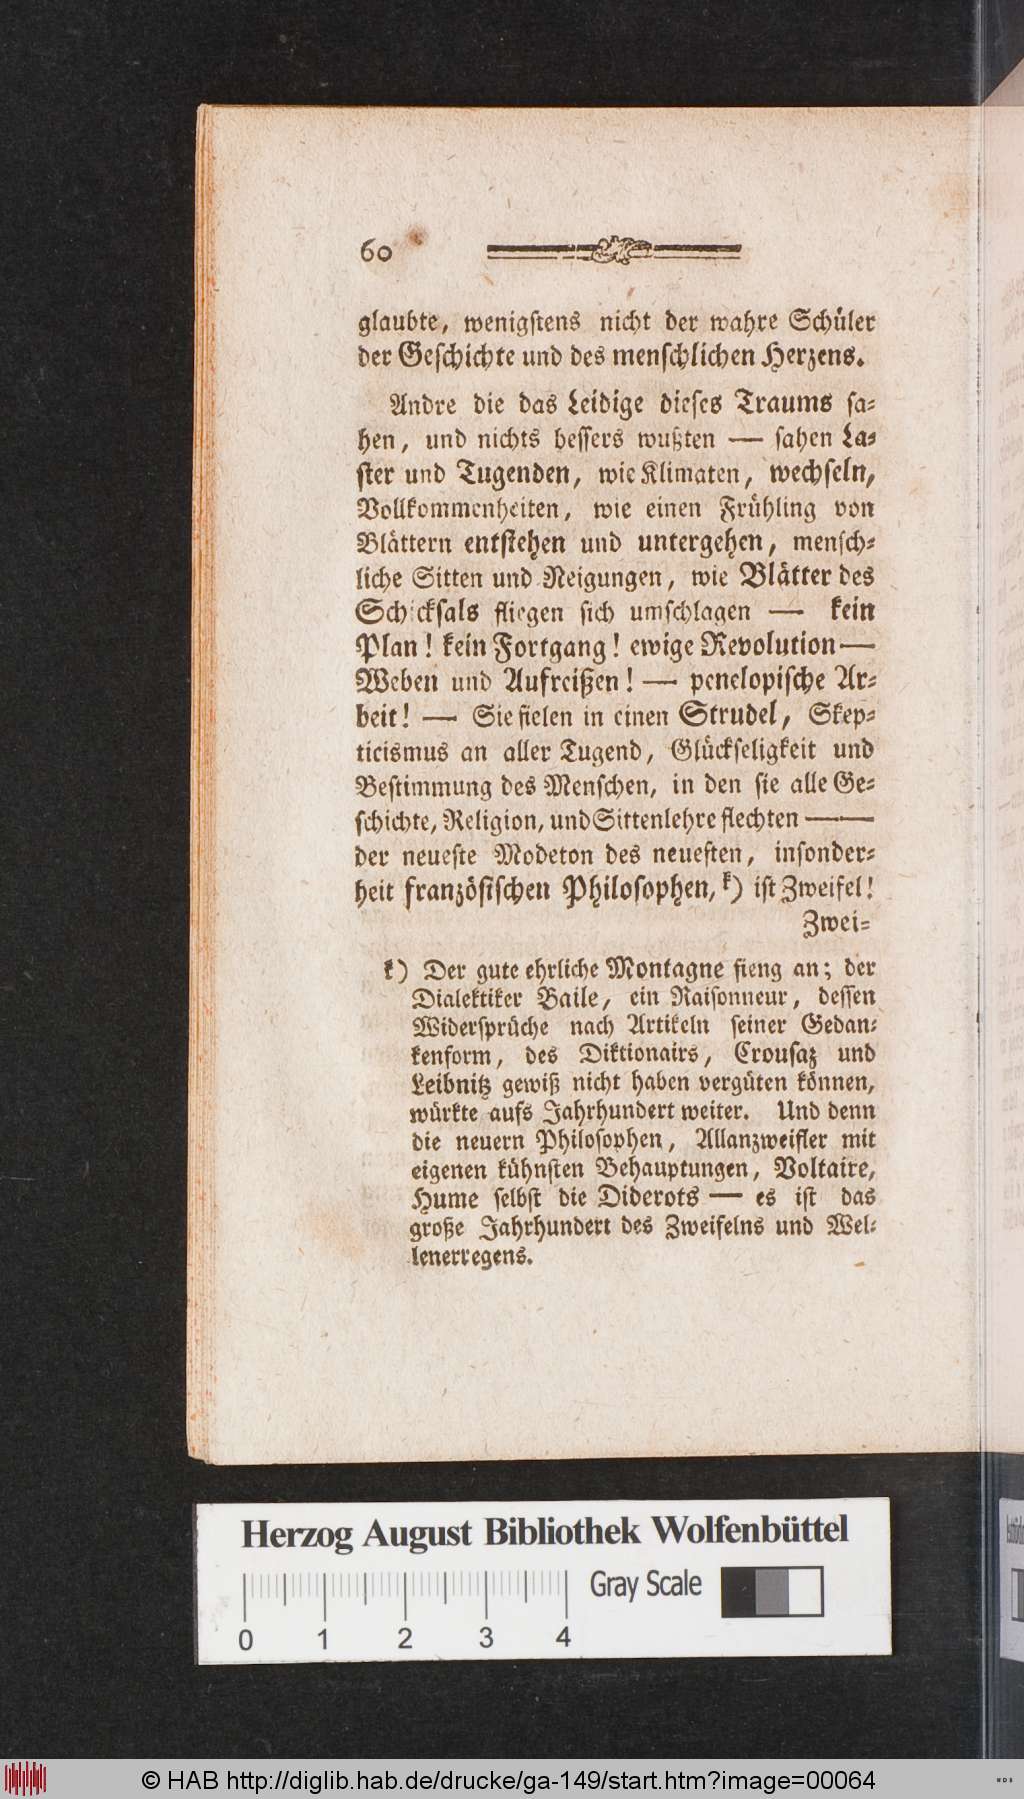 60
glaubte, wenigstens nicht der wahre Schüler
der Geschichte und des menschlichen Herzens.
Andre die das Leidige dieses Traums sa=
hen, und nichts bessers wußten — sahen La=
ster und Tugenden, wie Klimaten, wechseln,
Vollkommenheiten, wie einen Frühling von
Blättern entstehen und untergehen, mensch=
liche Sitten und Neigungen, wie Blätter des
Schicksals fliegen sich umschlagen — kein
Plan! kein Fortgang! ewige Revolution —
Weben und Aufreißen! — penelopische Ar=
beit! — Sie fielen in einen Strudel, Skep=
ticismus an aller Tugend, Glückseligkeit und
Bestimmung des Menschen, in den sie alle Ge=
schichte, Religion, und Sittenlehre flechten — —
der neueste Modeton des neuesten, insonder=
heit französischen Philosophen, k) ist Zweifel!
Zwei=
k) Der gute ehrliche Montagne fieng an; der
Dialektiker Baile, ein Raisonneur, dessen
Widersprüche nach Artikeln seiner Gedan=
kenform, des Diktionairs, Crousaz und
Leibnitz gewiß nicht haben vergüten können,
würkte aufs Jahrhundert weiter. Und denn
die neuern Philosophen, Allanzweifler mit
eigenen kühnsten Behauptungen, Voltaire,
Hume selbst die Diderots — es ist das
große Jahrhundert des Zweifelns und Wel=
lenerregens.
Herzog August Bibliothek Wolfenbüttel
Gray Scale
0 1 2 3 4
© HAB http://diglib.hab.de/drucke/ga-149/start.htm?image=00064